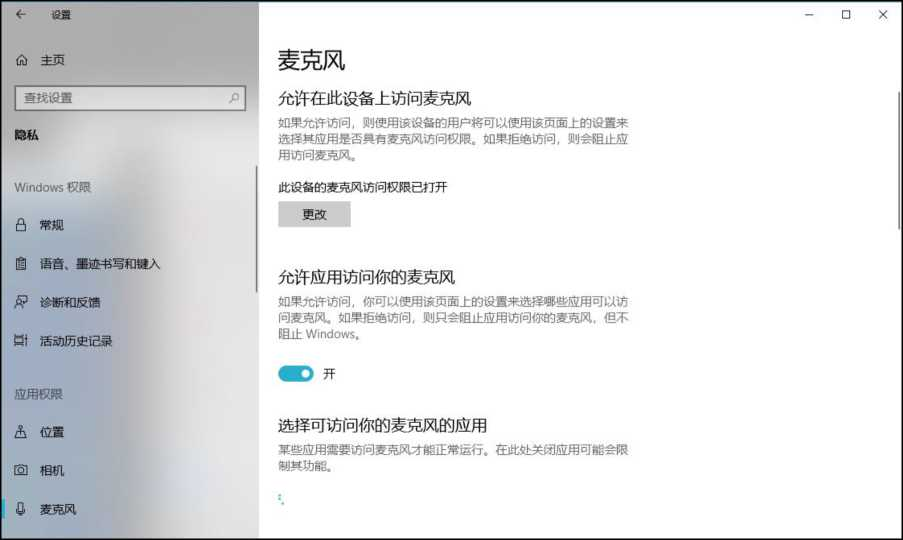 设置
主页
查找设置
隐私
Windows 权限
常规
语音、墨迹书写和键入
诊断和反馈
活动历史记录
应用权限
位置
相机
麦克风
麦克风
允许在此设备上访问麦克风
如果允许访问，则使用该设备的用户将可以使用该页面上的设置来
选择其应用是否具有麦克风访问权限。如果拒绝访问，则会阻止应
用访问麦克风。
此设备的麦克风访问权限已打开
更改
允许应用访问你的麦克风
如果允许访问，你可以使用该页面上的设置来选择哪些应用可以访
问麦克风。如果拒绝访问，则只会阻止应用访问你的麦克风，但不
阻止 Windows。
开
选择可访问你的麦克风的应用
某些应用需要访问麦克风才能正常运行。在此处关闭应用可能会限
制其功能。